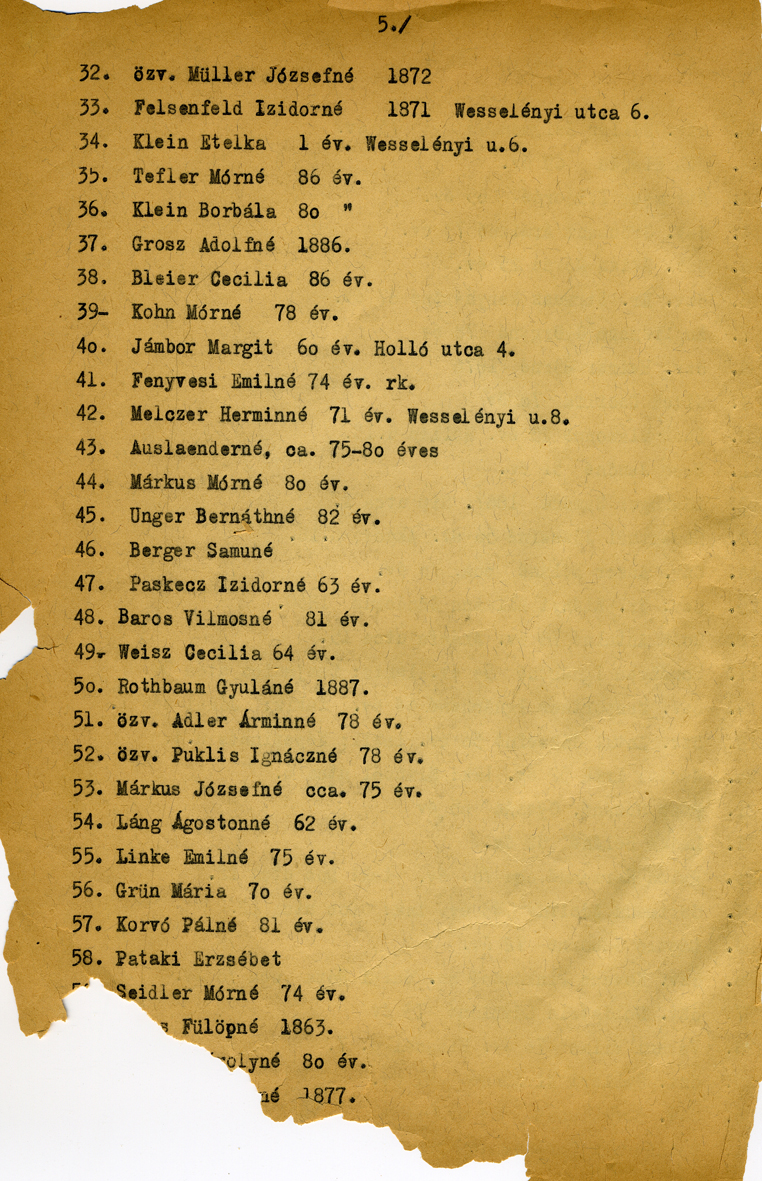 5./
32. özv. Müller Józsefné 1872
33. Felsenfeld Izidorné 1871 Wesselényi utca 6.
34. Klein Etelka 1 év. Wesselényi u.6.
35. Tefler Mórné 86 év.
36. Klein Borbála 8o "
37. Grosz Adolfné 1886.
38. Bleier Cecilia 86 év.
39- Kohn Mórné 78 év.
4o. Jámbor Margit 6o év. Holló utca 4.
41. Fenyvesi Emilné 74 év. rk.
42. Melczer Herminné 71 év. Wesselényi u.8.
43. Auslaenderné, ca. 75-8o éves
44. Márkus Mórné 8o év.
45. Unger Bernáthné 82 év.
46. Berger Samuné
47. Paskecz Izidorné 63 év.
48. Baros Vilmosné 81 év.
49. Weisz Cecilia 64 év.
5o. Rothbaum Gyuláné 1887.
51. özv. Adler Árminné 78 év.
52. özv. Puklis Ignáczné 78 év.
53. Márkus Józsefné cca. 75 év.
54. Láng Ágostonné 62 év.
55. Linke Emilné 75 év.
56. Grün Mária 7o év.
57. Korvó Pálné 81 év.
58. Pataki Erzsébet
Seidler Mórné 74 év.
Fülöpné 1863.
8o év.
1877.